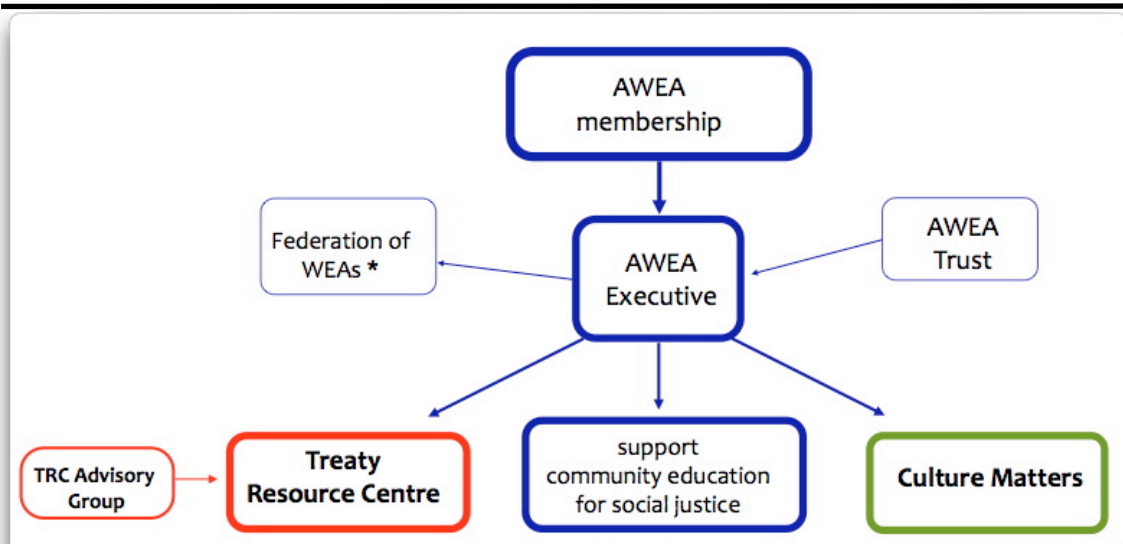 AWEA
membership
Federation of
WEAs *
AWEA
Executive
AWEA
Trust
TRC Advisory
Group
Treaty
Resource Centre
support
community education
for social justice
Culture Matters